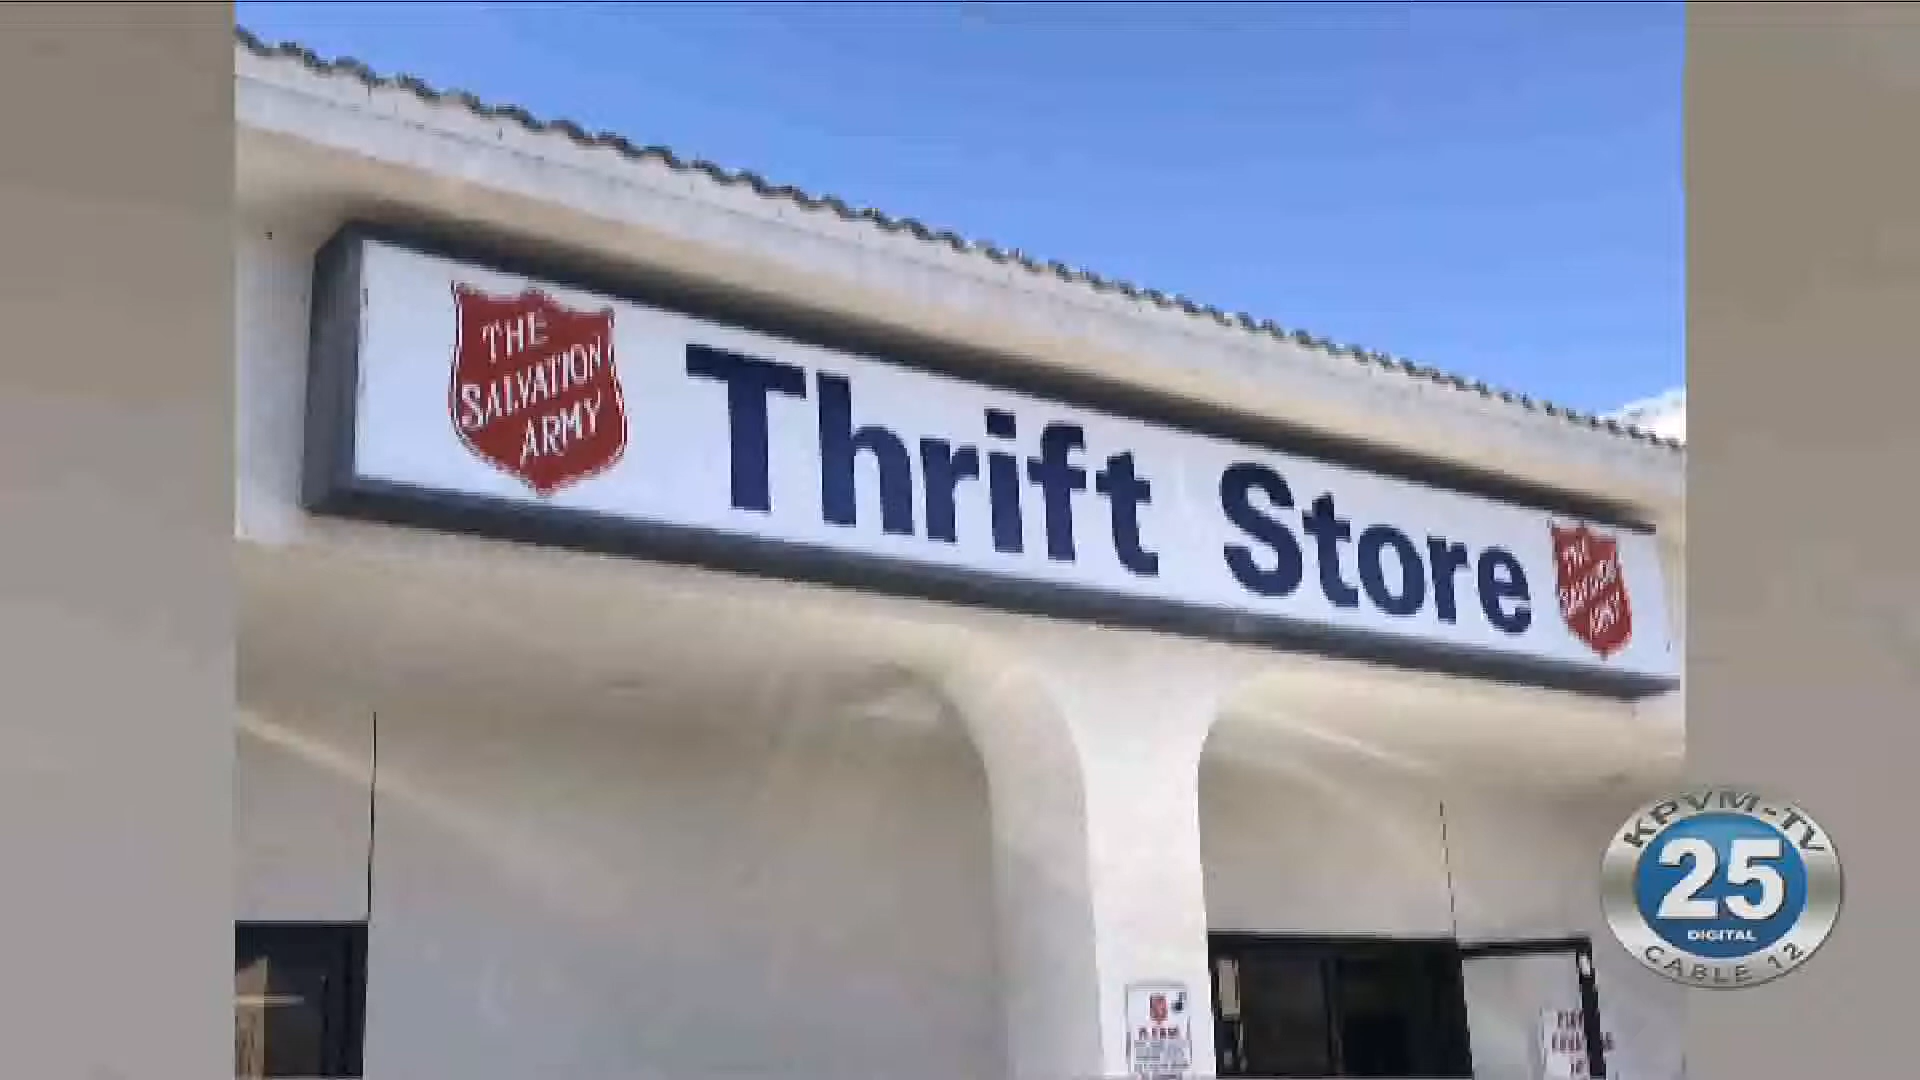 THE
SALVATION
ARMY
Thrift Store
THE
SALVATION
ARMY
KPVM-TV
25
DIGITAL
CABLE 12